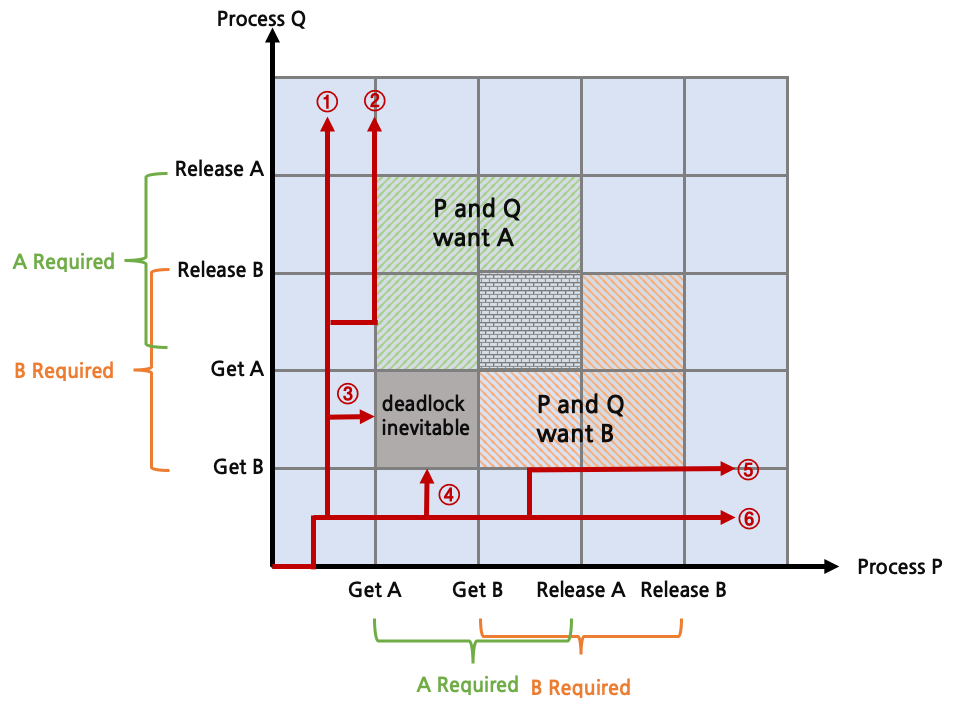 Process Q
①
②
Release A
P and Q
want A
A Required
Release B
B Required
Get A
③
deadlock
inevitable
P and Q
want B
Get B
④
⑤
⑥
Process P
Get A
Get B
Release A
Release B
A Required
B Required